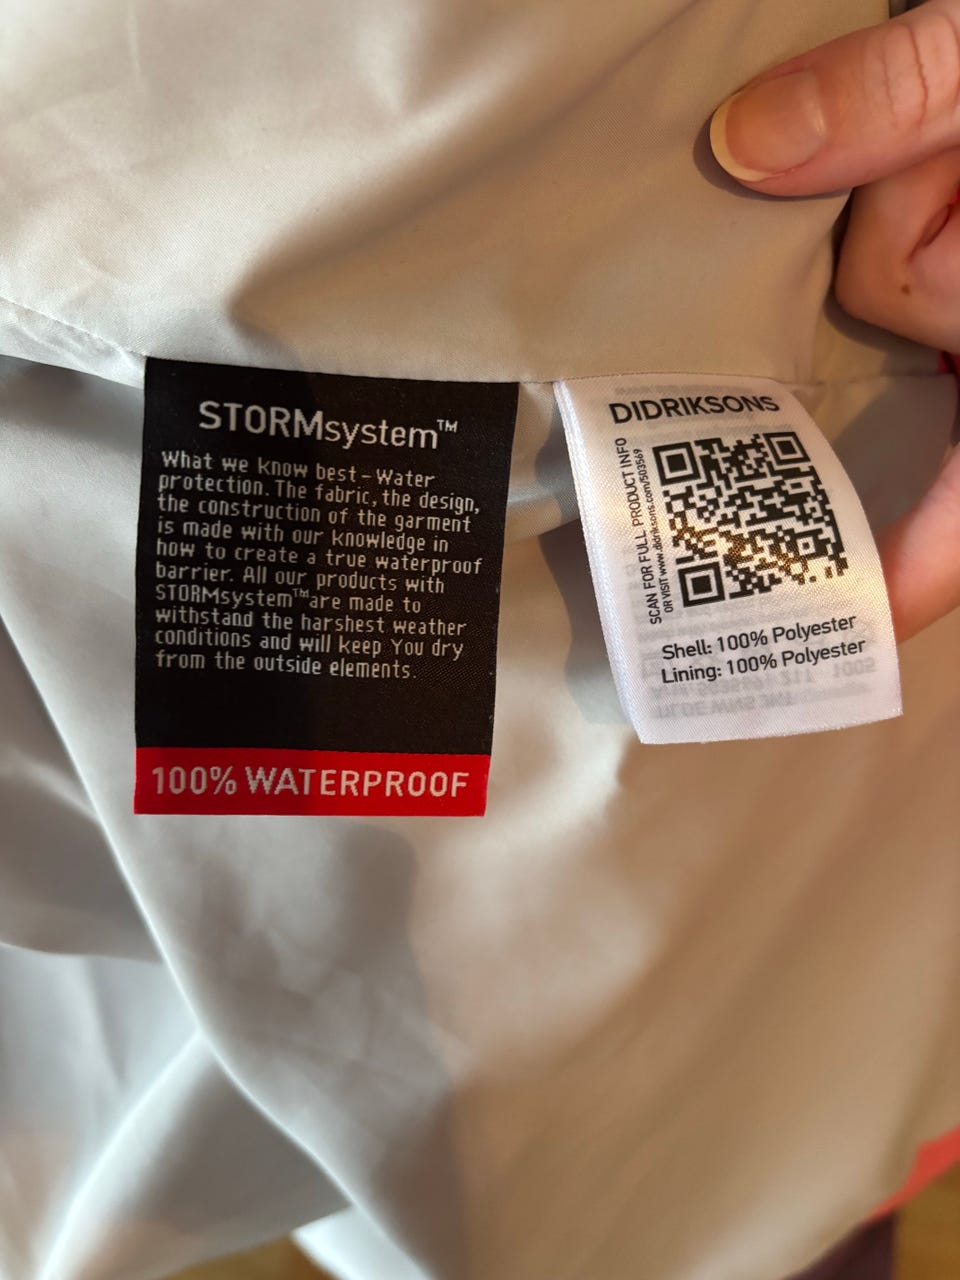 STORMsystem™
What we know best – Water
protection. The fabric, the design,
the construction of the garment
is made with our knowledge in
how to create a true waterproof
barrier. All our products with
STORMsystem™are made to
withstand the harshest weather
conditions and will keep You dry
from the outside elements.
100% WATERPROOF
DIDRIKSONS
SCAN FOR FULL PRODUCT INFO
OR VISIT www.didriksons.com/503569
Shell: 100% Polyester
Lining: 100% Polyester